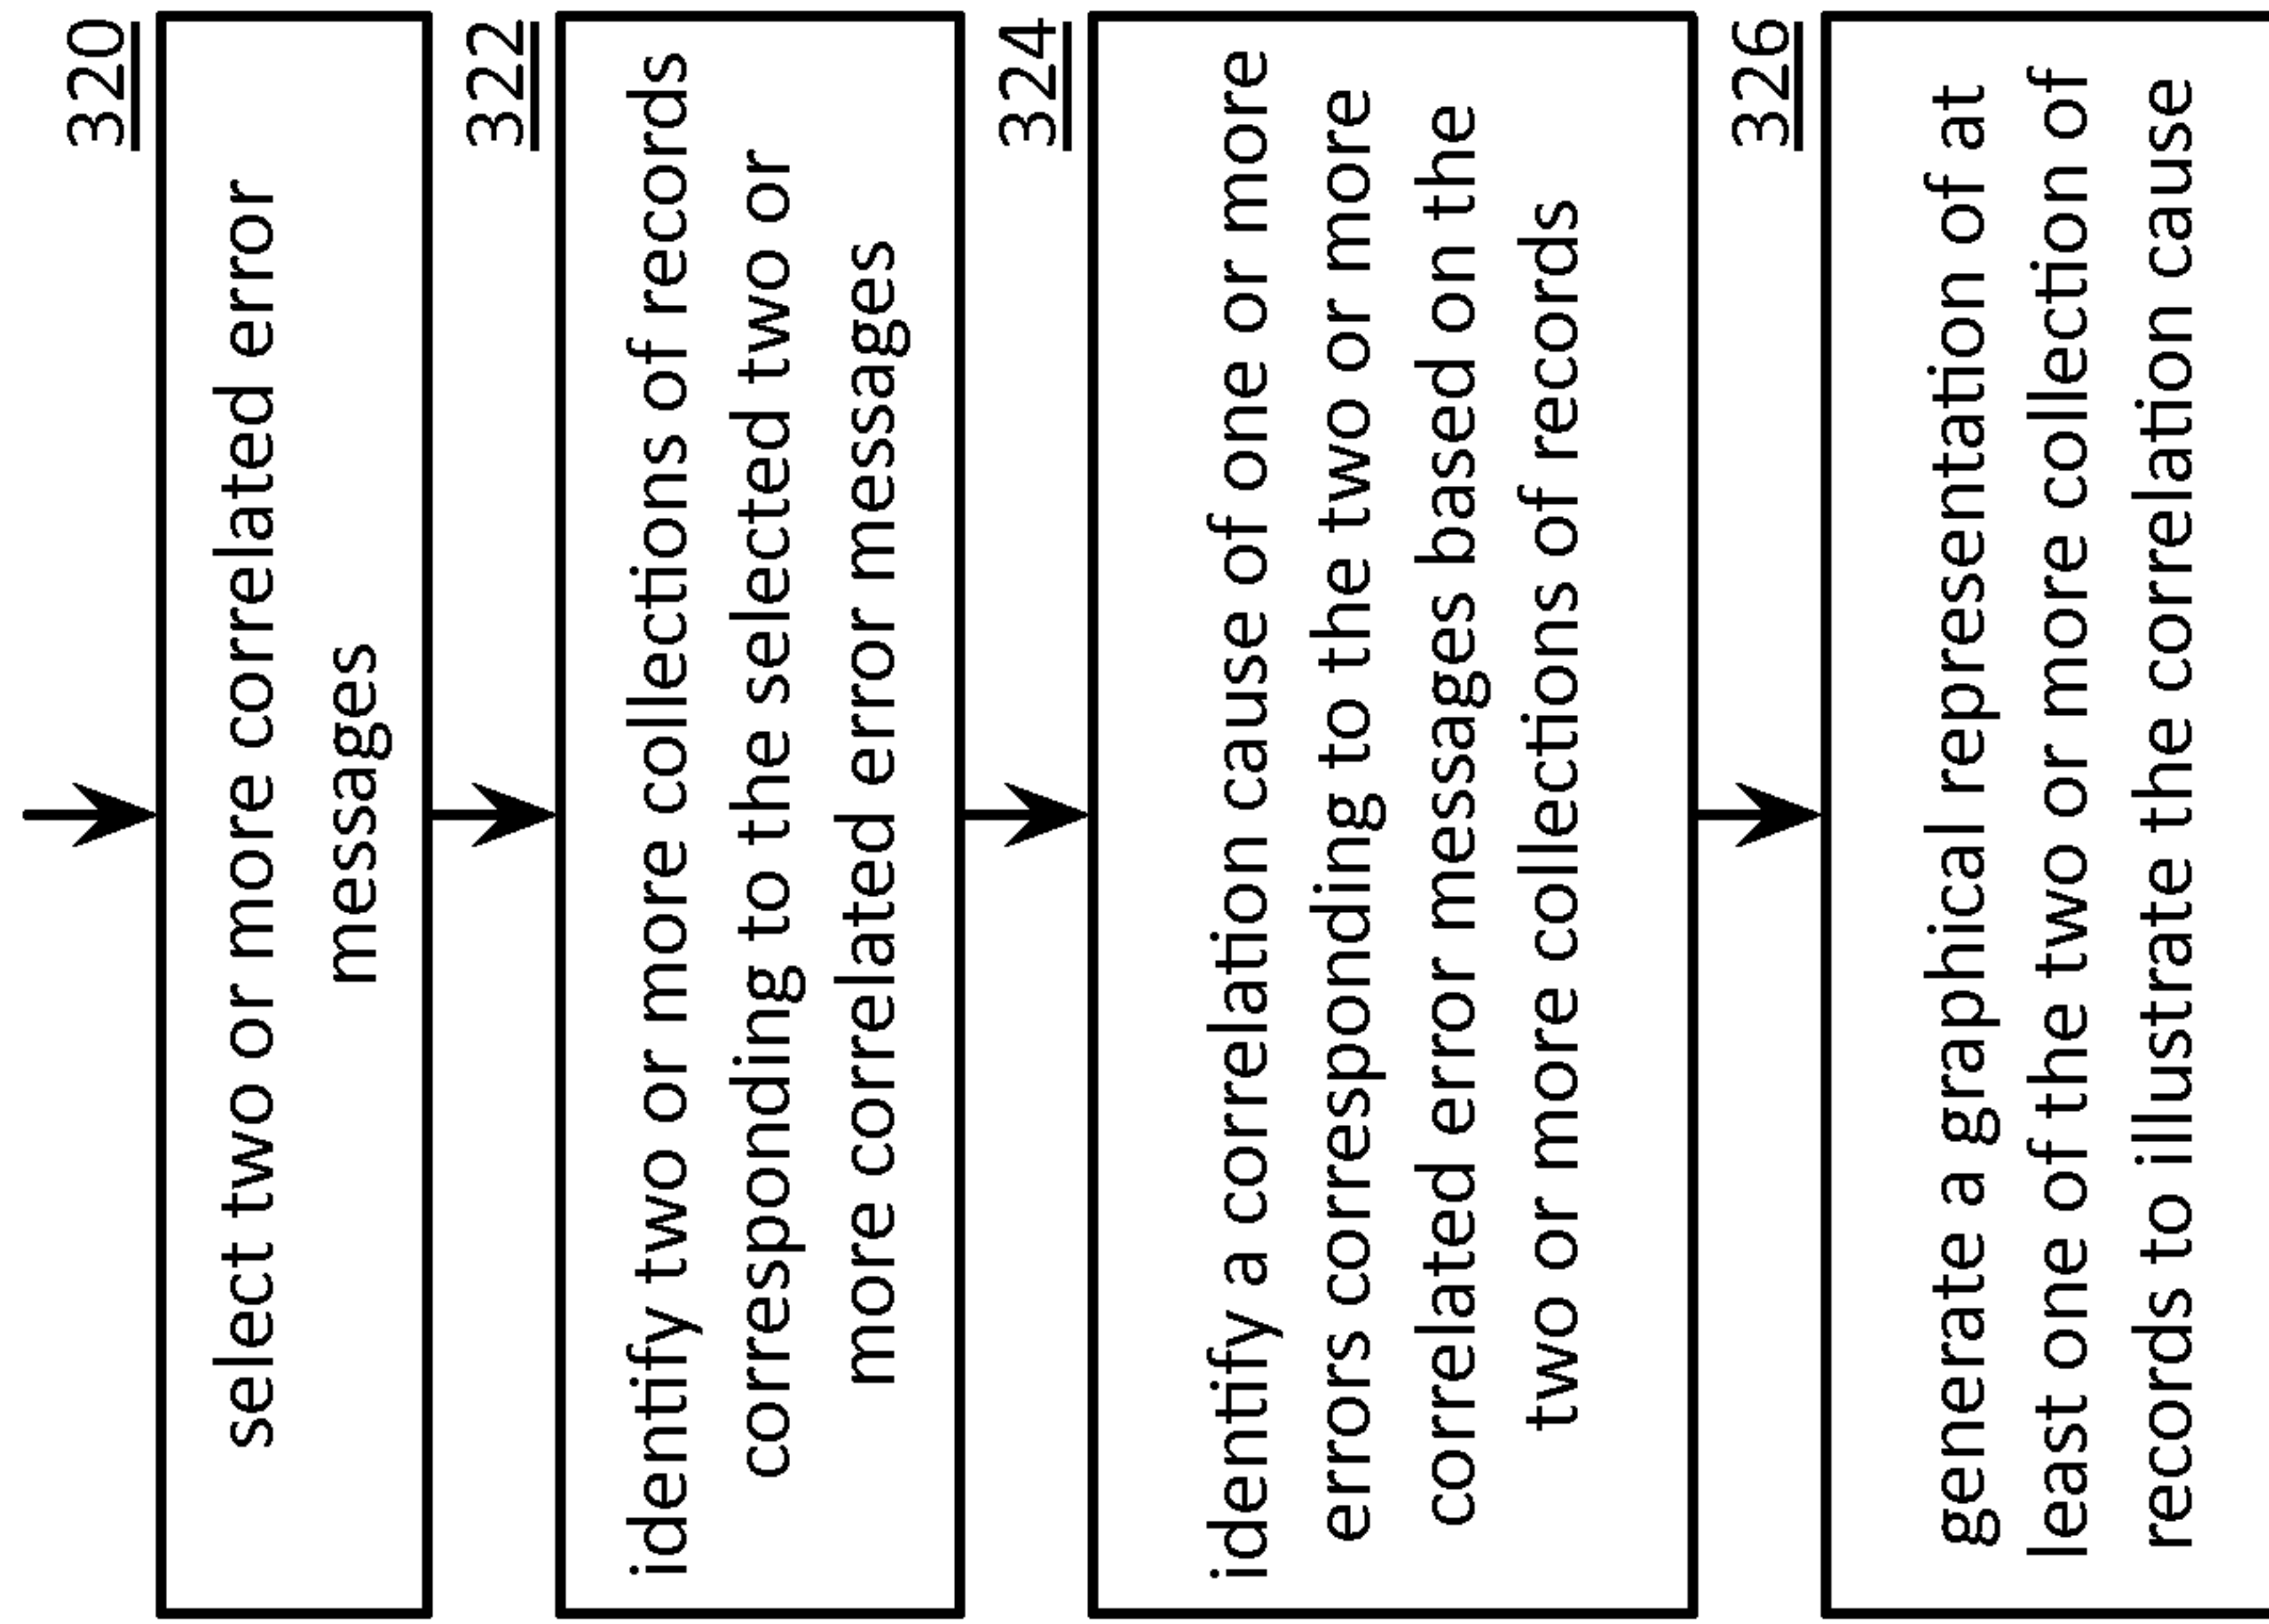 320
select two or more correlated error
messages
322
identify two or more collections of records
corresponding to the selected two or
more correlated error messages
324
identify a correlation cause of one or more
errors corresponding to the two or more
correlated error messages based on the
two or more collections of records
326
generate a graphical representation of at
least one of the two or more collection of
records to illustrate the correlation cause